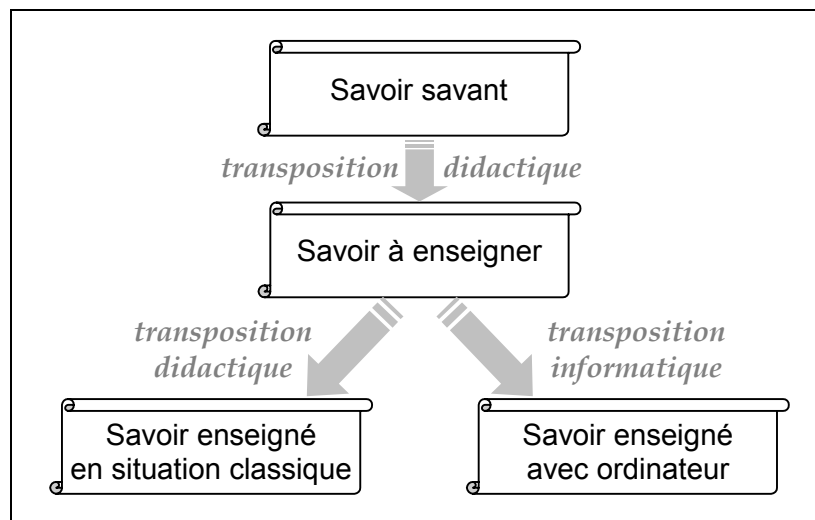 Savoir savant
transposition didactique
Savoir à enseigner
transposition
didactique
transposition
informatique
Savoir enseigné
en situation classique
Savoir enseigné
avec ordinateur